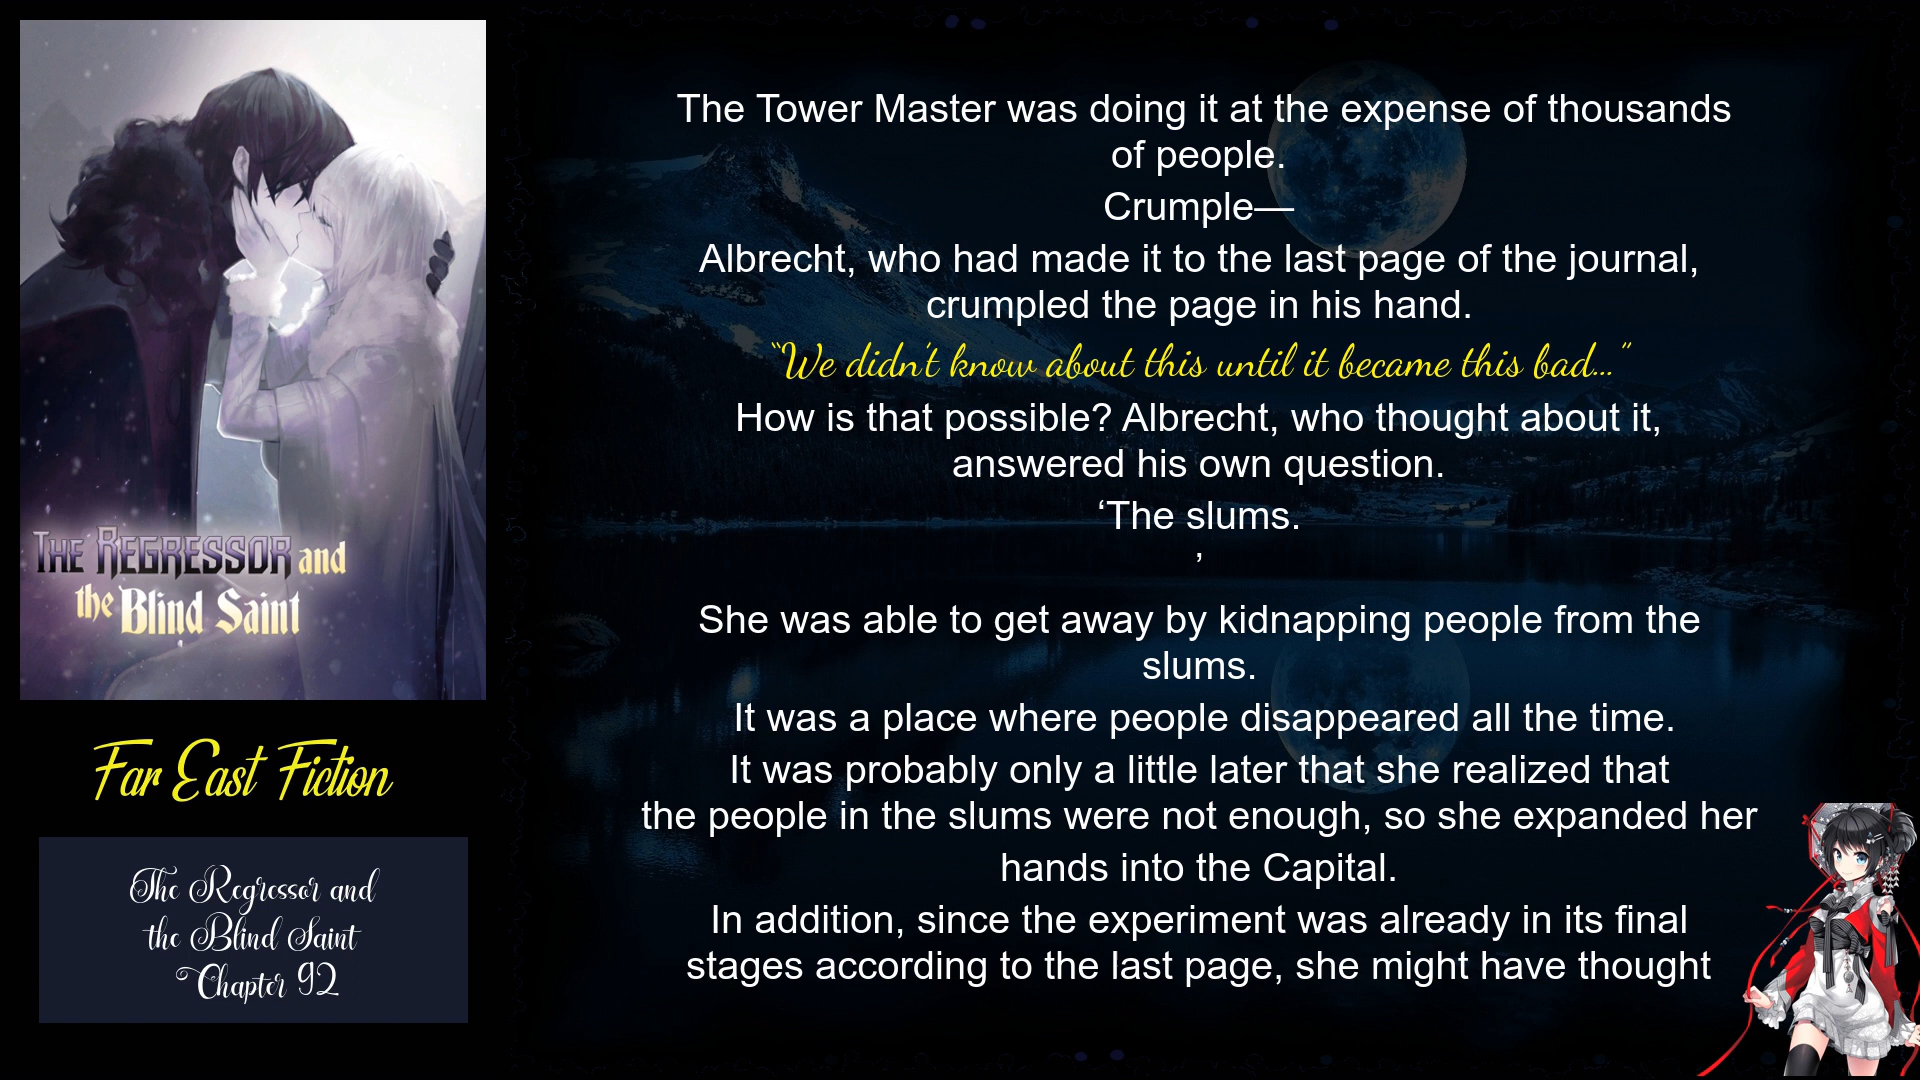 THE REGRESSOR and
the Blind Saint
Far East Fiction
The Regressor and
the Blind Saint
Chapter 92
The Tower Master was doing it at the expense of thousands
of people.
Crumple—
Albrecht, who had made it to the last page of the journal,
crumpled the page in his hand.
“We didn’t know about this until it became this bad…”
How is that possible? Albrecht, who thought about it,
answered his own question.
‘The slums.
’
She was able to get away by kidnapping people from the
slums.
It was a place where people disappeared all the time.
It was probably only a little later that she realized that
the people in the slums were not enough, so she expanded her
hands into the Capital.
In addition, since the experiment was already in its final
stages according to the last page, she might have thought